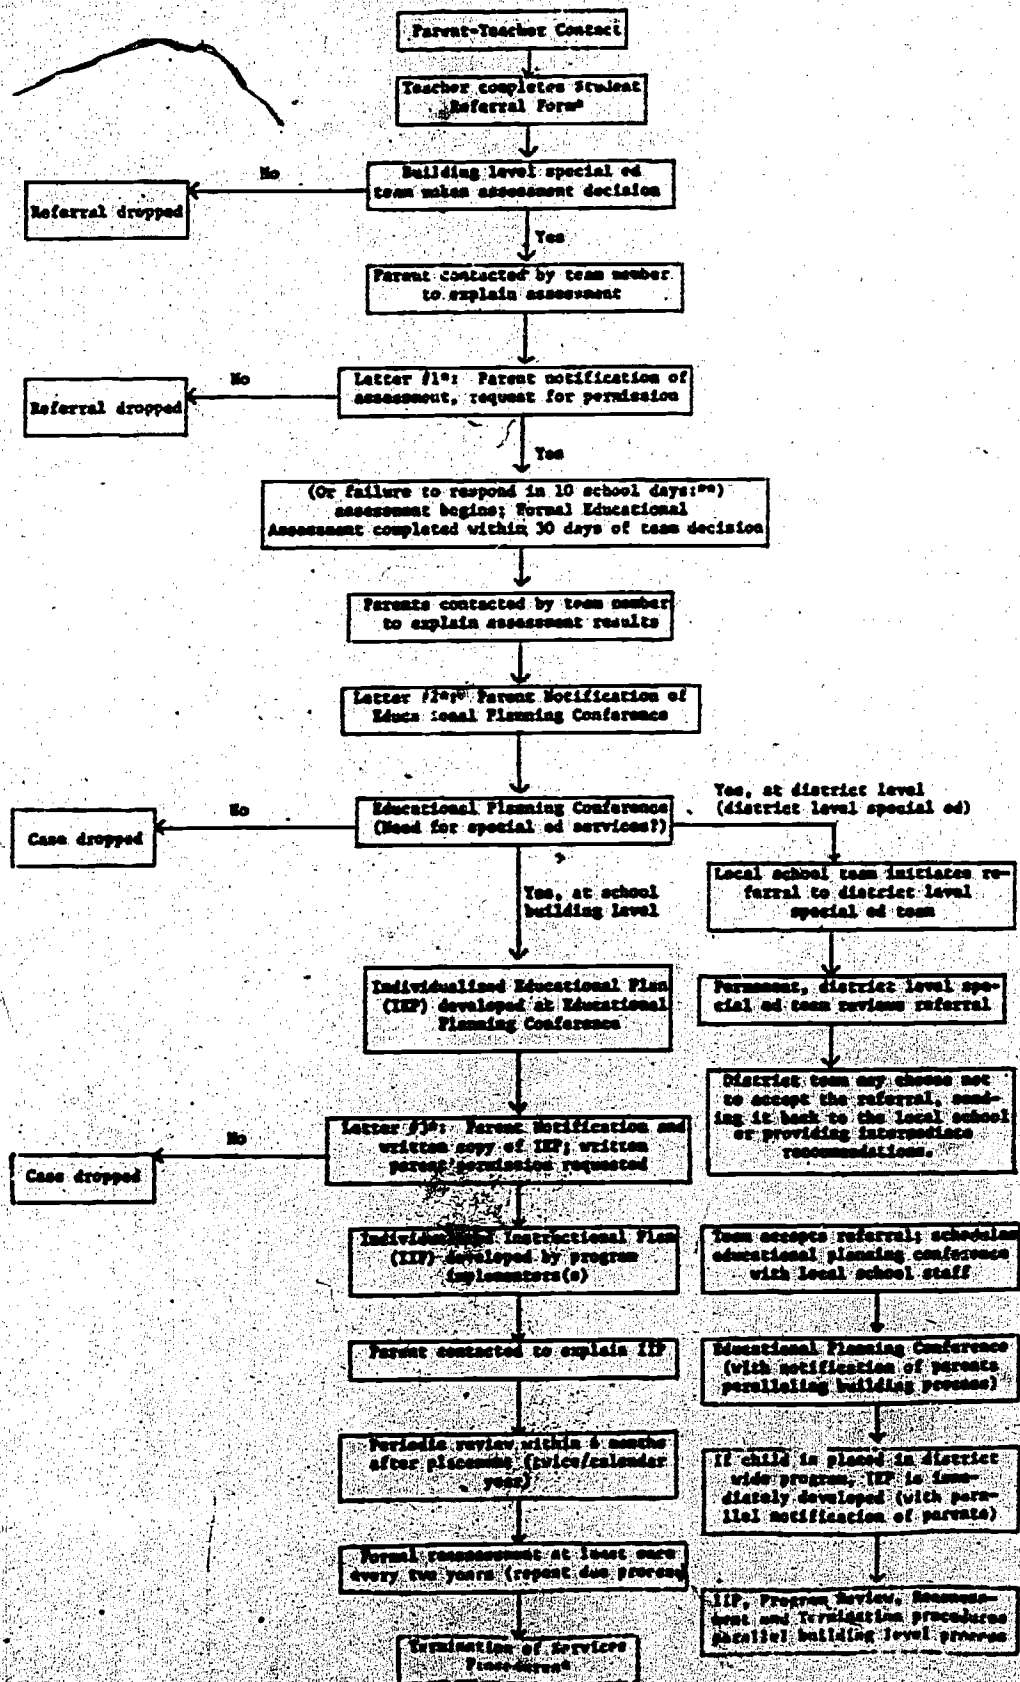 Parent-Teacher Contact
Teacher completes Student
Referral Form*
Building level special ed
team makes assessment decision
No
Referral dropped
Yes
Parent contacted by team member
to explain assessment
Letter #1*: Parent notification of
assessment, request for permission
No
Referral dropped
Yes
(Or failure to respond in 10 school days:**)
assessment begins; Formal Educational
Assessment completed within 30 days of team decision
Parents contacted by team member
to explain assessment results
Letter #2*: Parent Notification of
Educational Planning Conference
Educational Planning Conference
(Need for special ed services?)
No
Case dropped
Yes, at district level
(district level special ed)
Yes, at school
building level
Local school team initiates re-
ferral to district level
special ed team
Permanent, district level spe-
cial ed team reviews referral
District team may choose not
to accept the referral, send-
ing it back to the local school
or providing intermediate
recommendations.
Individualized Educational Plan
(IEP) developed at Educational
Planning Conference
Letter #3*: Parent Notification and
written copy of IEP; written
parent permission requested
No
Case dropped
Individualized Instructional Plan
(IIP) developed by program
implementers(s)
Parent contacted to explain IIP
Periodic review within 6 months
after placement (twice/calendar
year)
Formal reassessment at least once
every two years (repeat due process
Termination of Services
Procedures*
Team accepts referral; schedules
educational planning conference
with local school staff
Educational Planning Conference
(with notification of parents
paralleling building process)
If child is placed in district
wide program, IEP is imme-
diately developed (with para-
llel notification of parents)
IIP, Program Review, Reassess-
ment and Termination procedures
parallel building level process